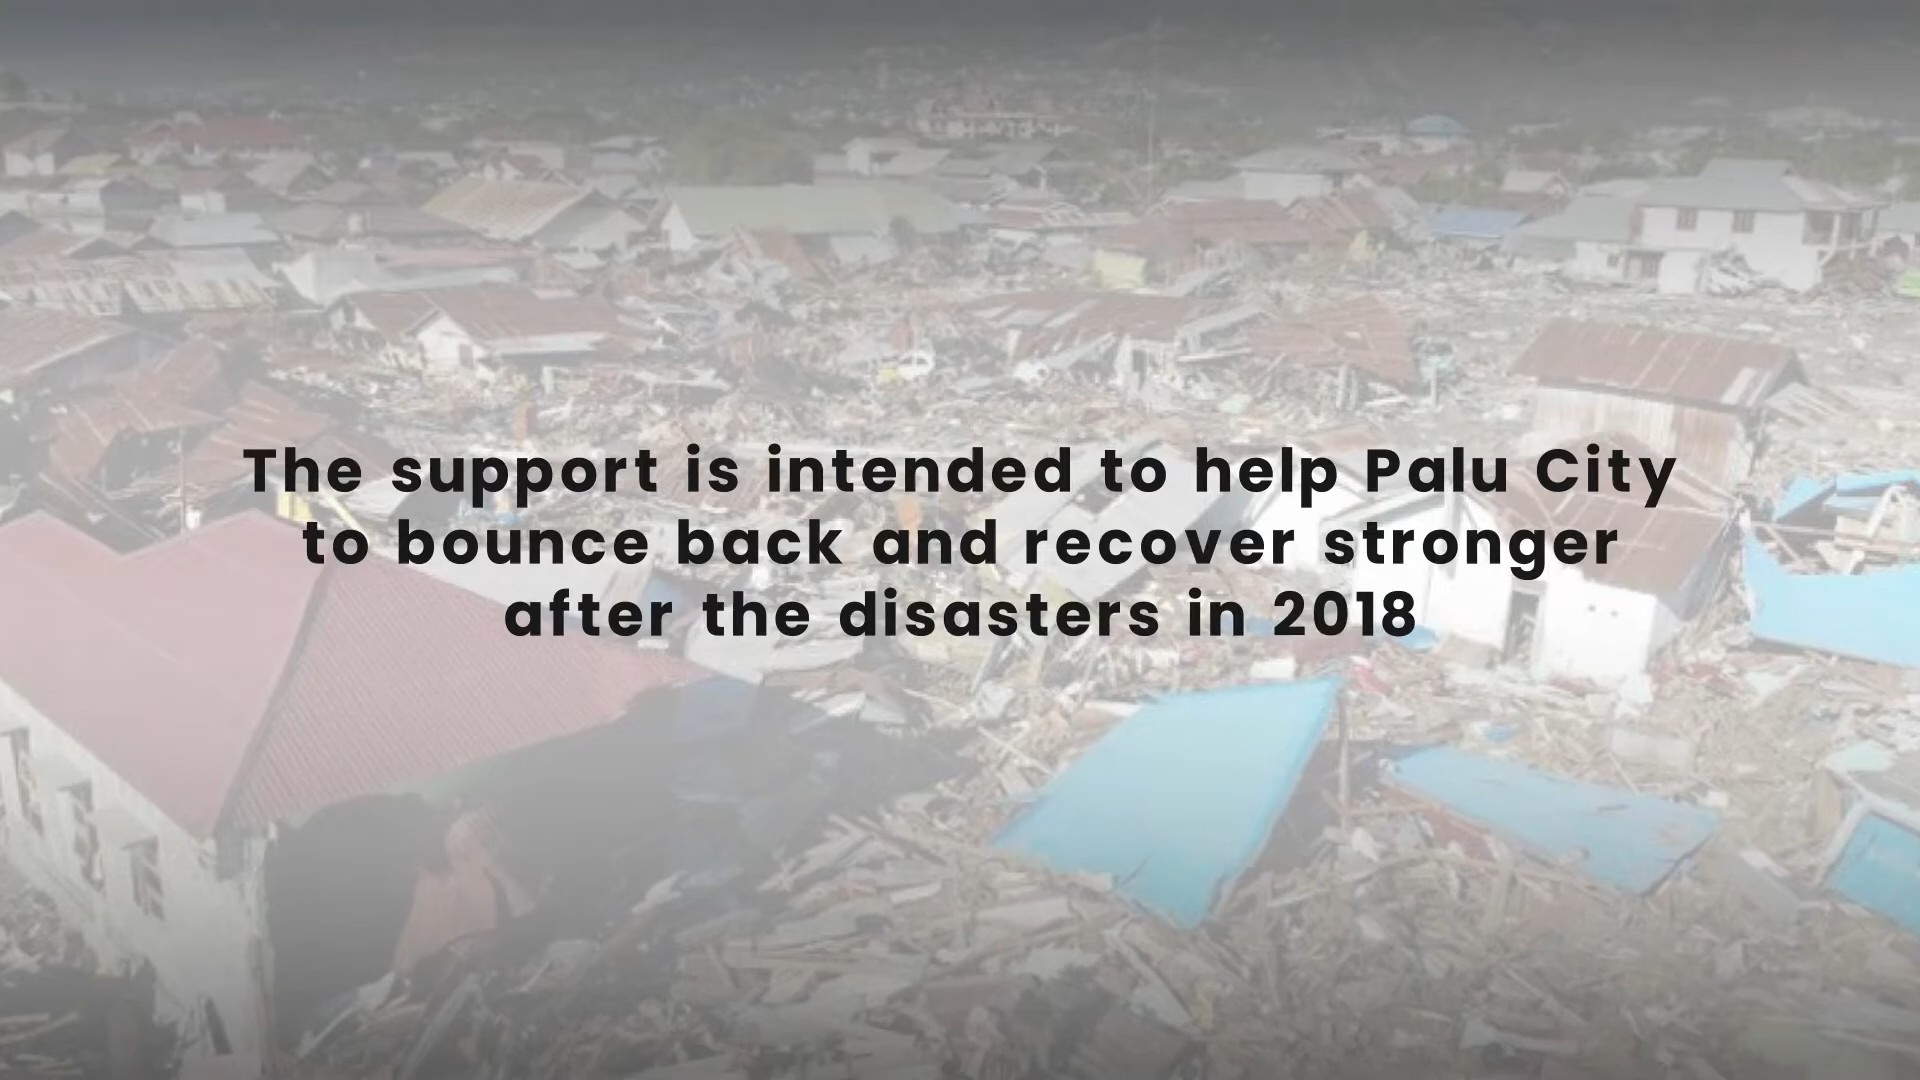 The support is intended to help Palu City
to bounce back and recover stronger
after the disasters in 2018